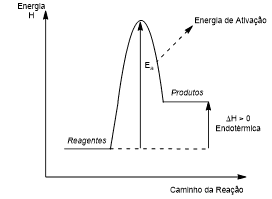 Energia
H
Energia de Ativação
Ea
Produtos
ΔH > 0
Endotérmica
Reagentes
Caminho da Reação